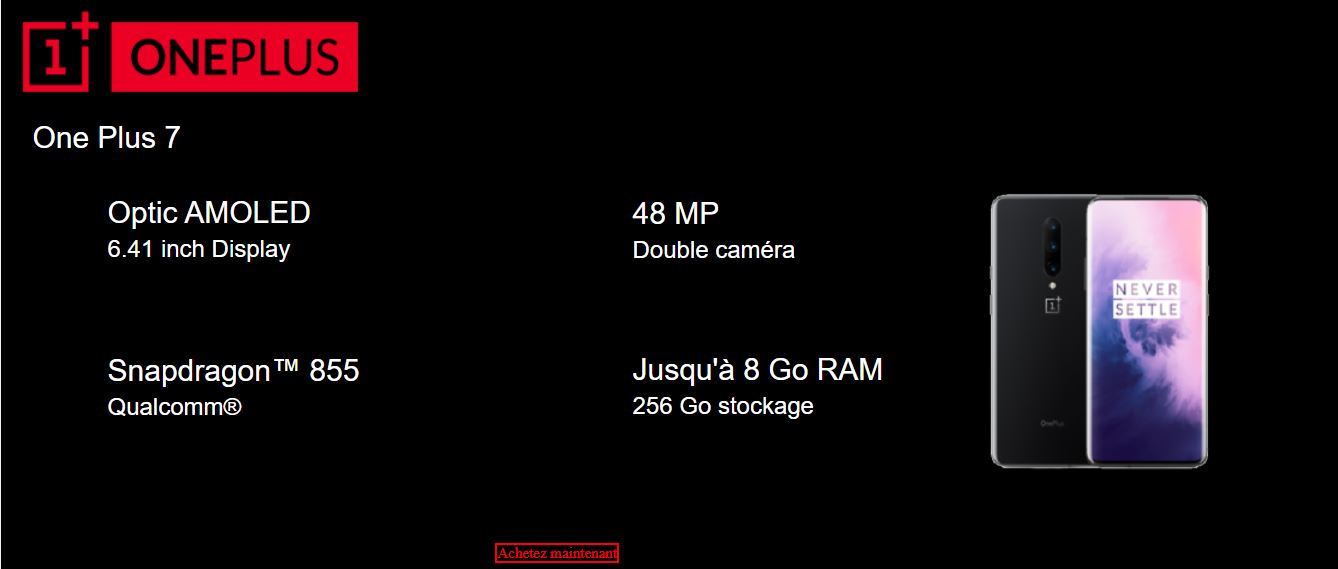 1+ ONEPLUS
One Plus 7
Optic AMOLED
6.41 inch Display
48 MP
Double caméra
Snapdragon™ 855
Qualcomm®
Jusqu'à 8 Go RAM
256 Go stockage
NEVER
SETTLE
1+
OnePlus
Achetez maintenant